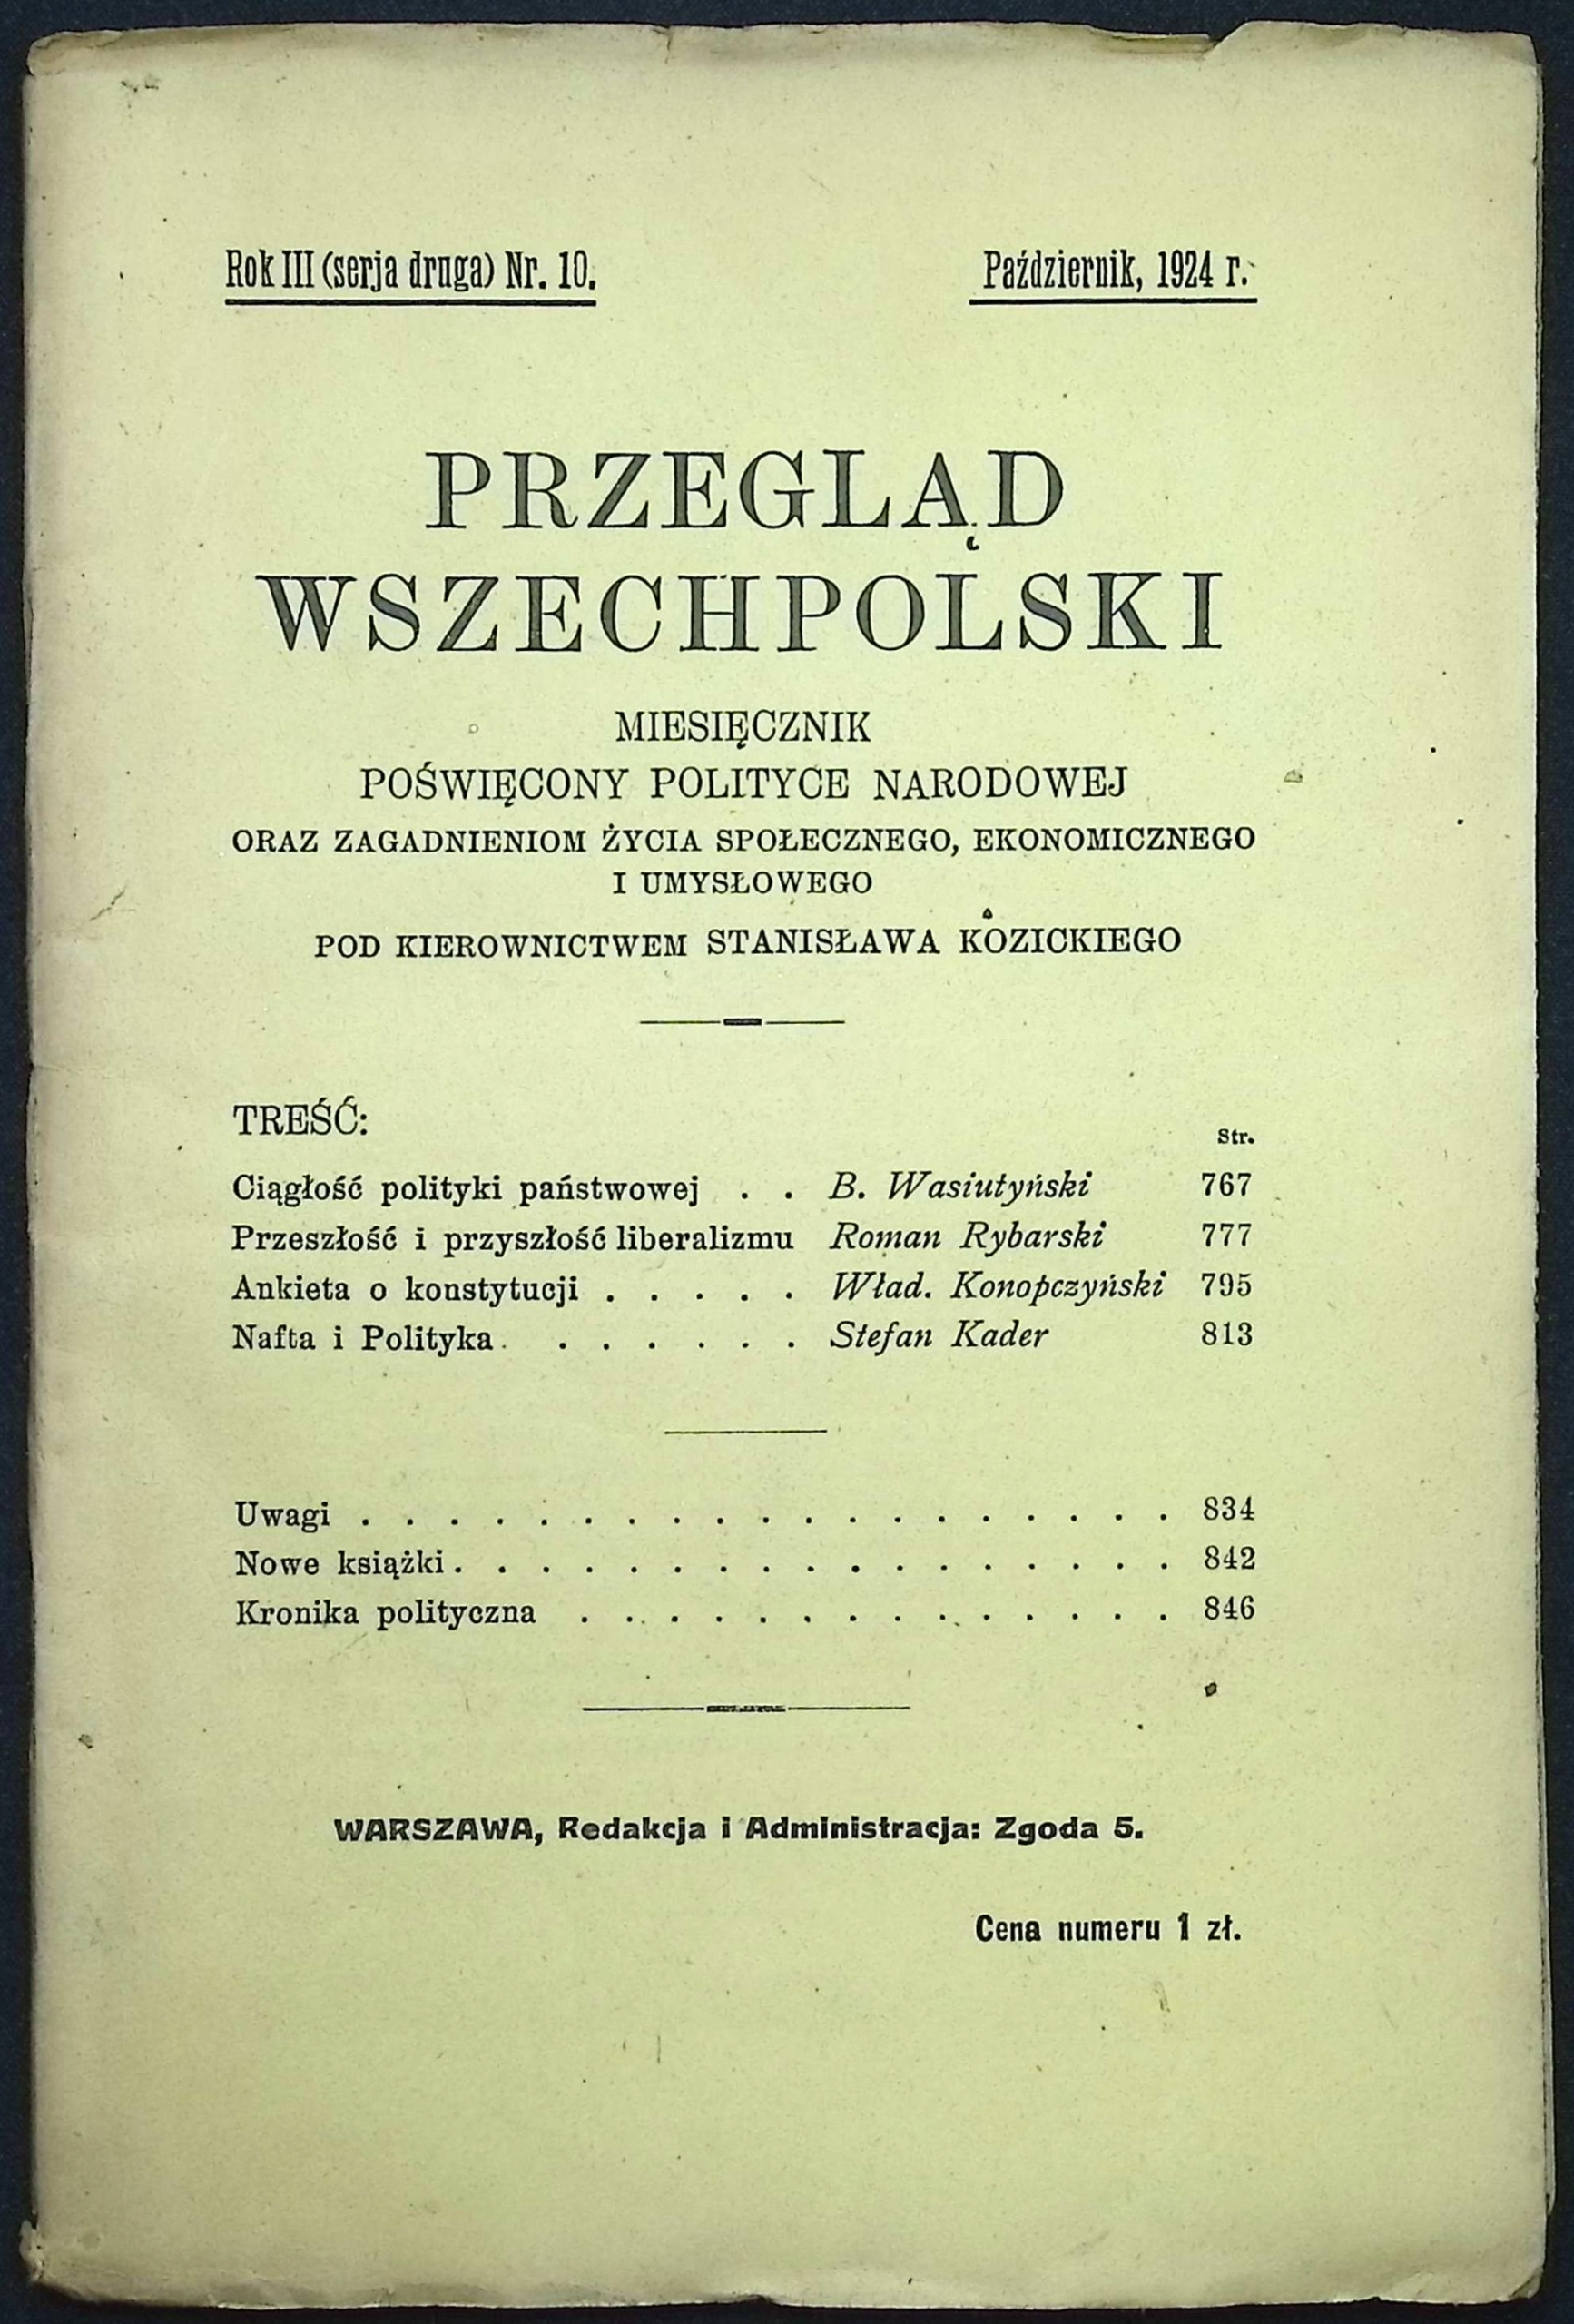 Rok III (serja druga) Nr. 10. Październik, 1924 r.
PRZEGLĄD
WSZECHPOLSKI
MIESIĘCZNIK
POŚWIĘCONY POLITYCE NARODOWEJ
ORAZ ZAGADNIENIOM ŻYCIA SPOŁECZNEGO, EKONOMICZNEGO
I UMYSŁOWEGO
POD KIEROWNICTWEM STANISŁAWA KOZICKIEGO
TREŚĆ:
Str.
Ciągłość polityki państwowej . . B. Wasiutyński 767
Przeszłość i przyszłość liberalizmu Roman Rybarski 777
Ankieta o konstytucji . . . . . Wład. Konopczyński 795
Nafta i Polityka . . . . . . . Stefan Kader 813
Uwagi . . . . . . . . . . . . . . . . . . . 834
Nowe książki . . . . . . . . . . . . . . . . . 842
Kronika polityczna . . . . . . . . . . . . . . 846
WARSZAWA, Redakcja i Administracja: Zgoda 5.
Cena numeru 1 zł.